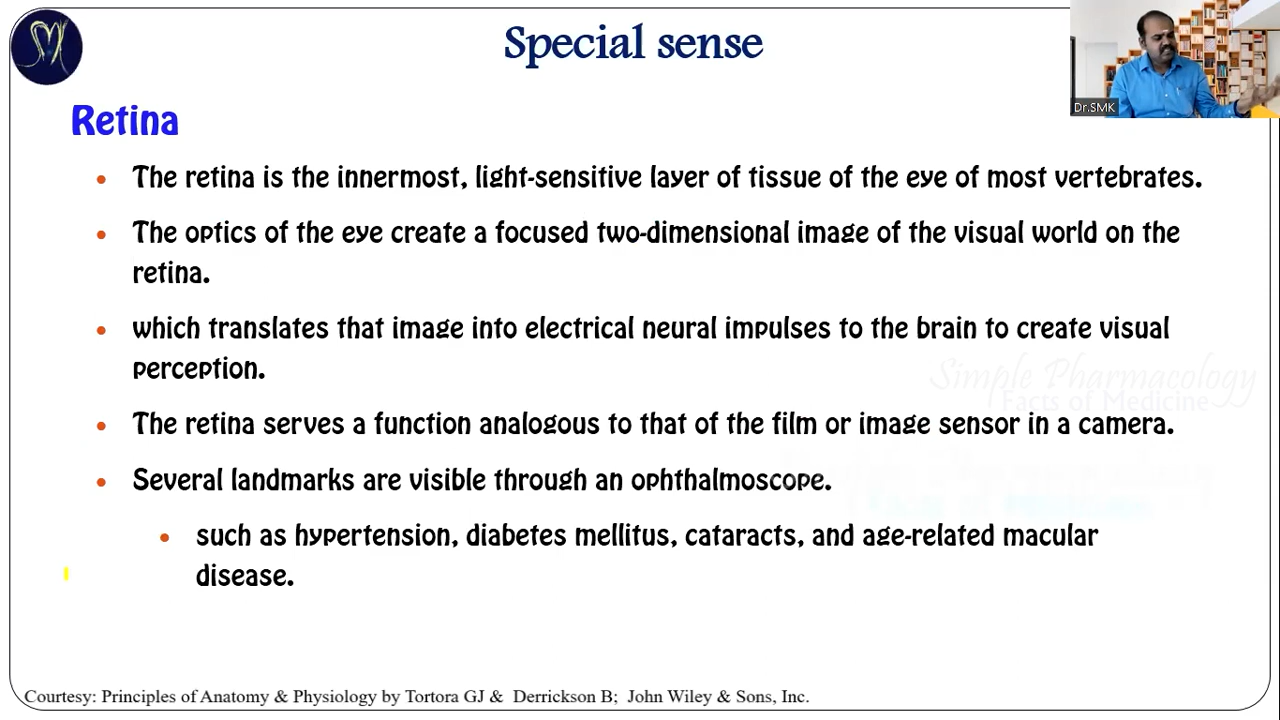 Special sense
Dr.SMK
Retina
• The retina is the innermost, light-sensitive layer of tissue of the eye of most vertebrates.
• The optics of the eye create a focused two-dimensional image of the visual world on the
retina.
• which translates that image into electrical neural impulses to the brain to create visual
perception.
Simple Pharmacology
Facts of Medicine
• The retina serves a function analogous to that of the film or image sensor in a camera.
• Several landmarks are visible through an ophthalmoscope.
• such as hypertension, diabetes mellitus, cataracts, and age-related macular
disease.
Courtesy: Principles of Anatomy & Physiology by Tortora GJ & Derrickson B; John Wiley & Sons, Inc.